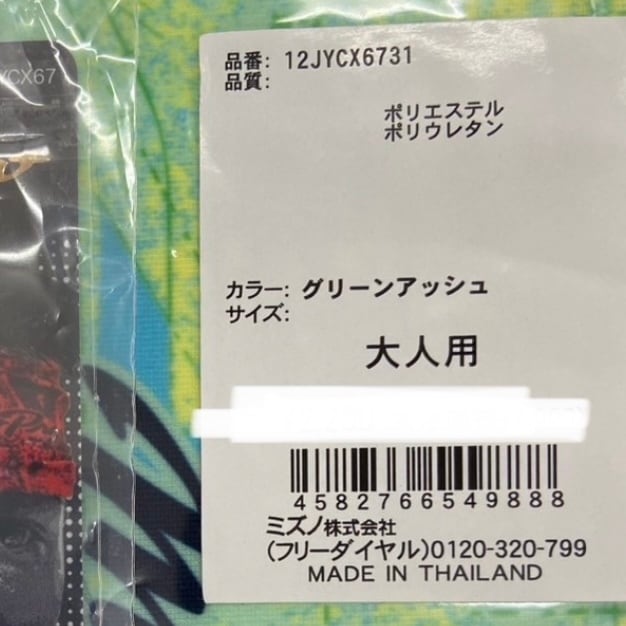 YCX67
品番: 12JYCX6731
品質:
ポリエステル
ポリウレタン
カラー: グリーンアッシュ
サイズ:
大人用
4582766549888
ミズノ株式会社
(フリーダイヤル)0120-320-799
MADE IN THAILAND